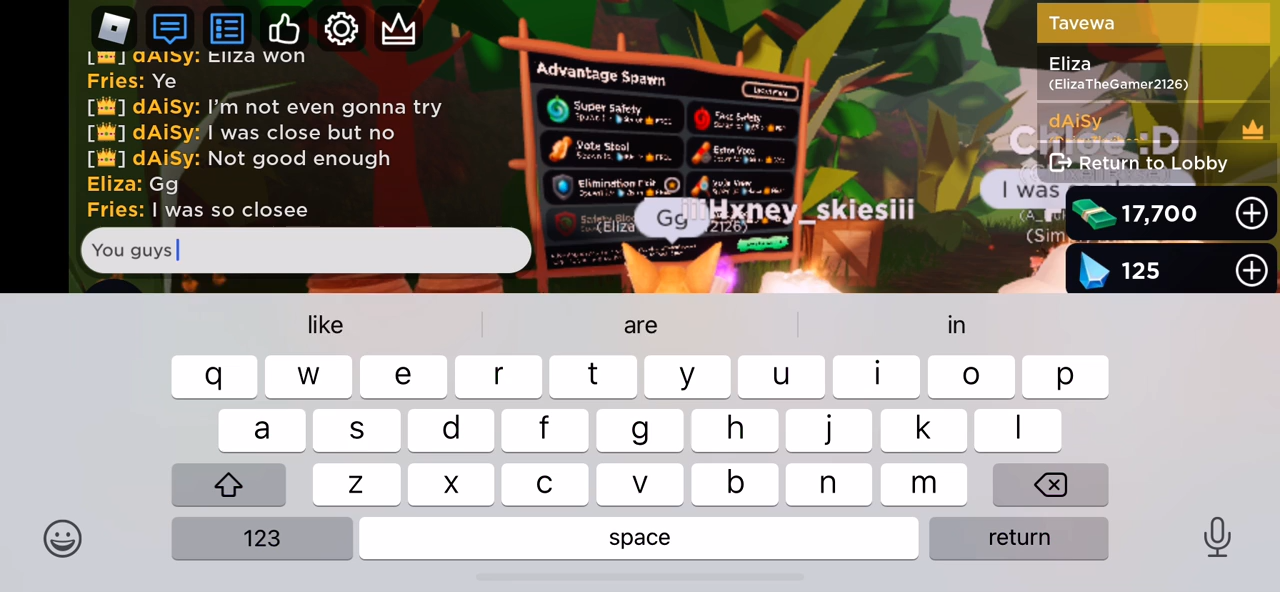 [👑] dAiSy: Eliza won
Fries: Ye
[👑] dAiSy: I'm not even gonna try
[👑] dAiSy: I was close but no
[👑] dAiSy: Not good enough
Eliza: Gg
Fries: I was so closee
You guys
Advantage Spawn
Super Safety
Vote Steal
Extra Vote
Gg
iiiHxney_skiesiii
Tavewa
Eliza
(ElizaTheGamer2126)
dAiSy
Chloe :D
Return to Lobby
I was
17,700
125
like are in
q w e r t y u i o p
a s d f g h j k l
z x c v b n m
123 space return